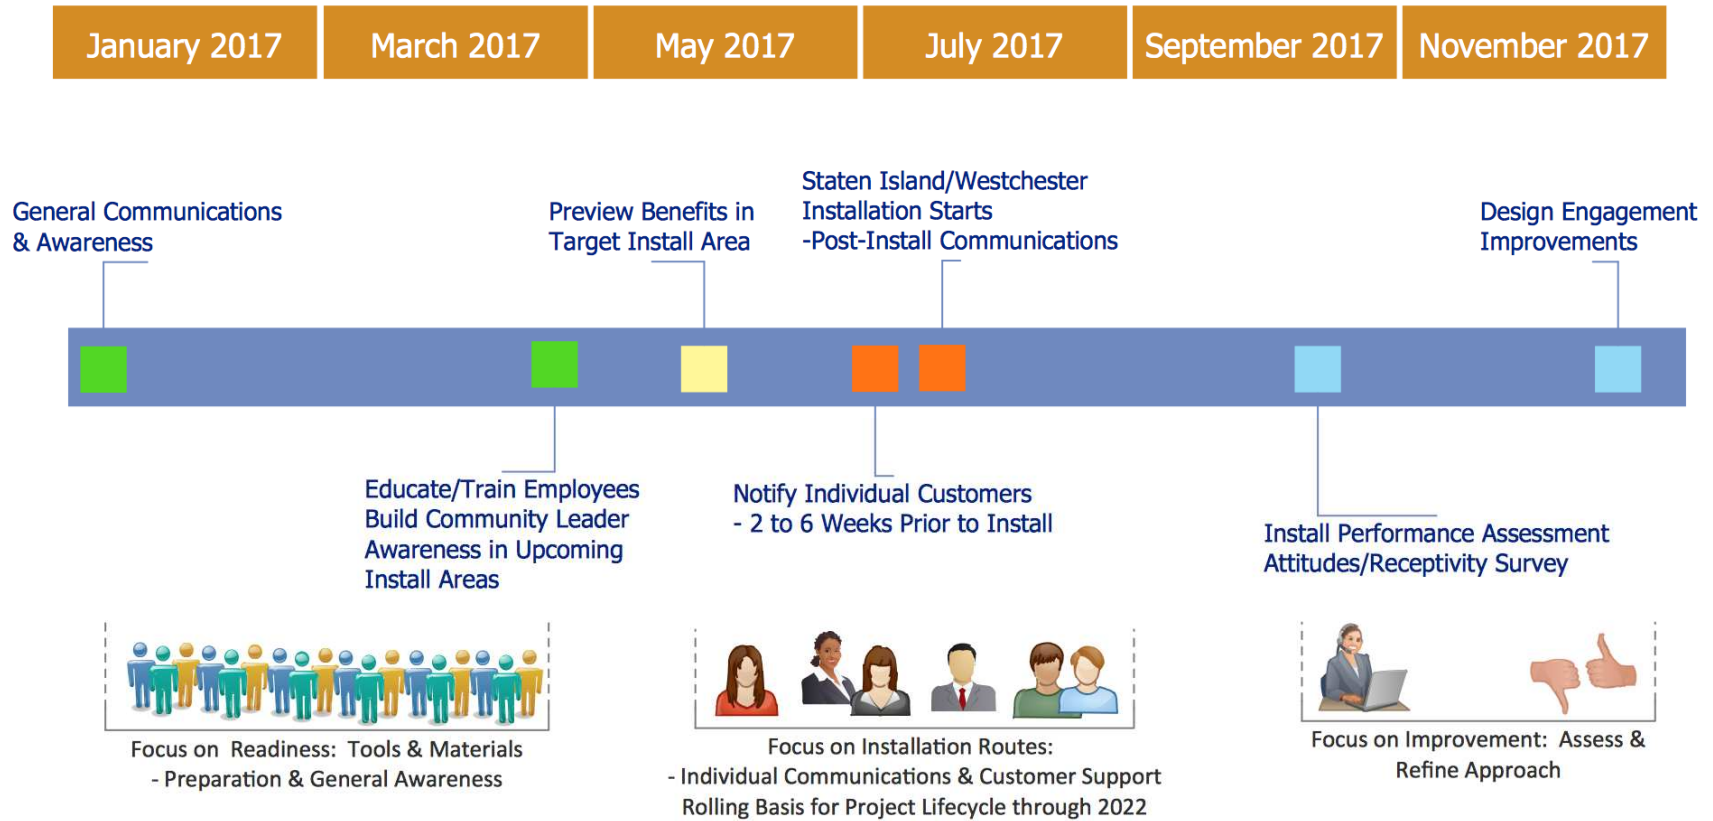 January 2017
March 2017
May 2017
July 2017
September 2017
November 2017
General Communications
& Awareness
Preview Benefits in
Target Install Area
Staten Island/Westchester
Installation Starts
-Post-Install Communications
Design Engagement
Improvements
Educate/Train Employees
Build Community Leader
Awareness in Upcoming
Install Areas
Notify Individual Customers
- 2 to 6 Weeks Prior to Install
Install Performance Assessment
Attitudes/Receptivity Survey
Focus on Readiness: Tools & Materials
- Preparation & General Awareness
Focus on Installation Routes:
- Individual Communications & Customer Support
Rolling Basis for Project Lifecycle through 2022
Focus on Improvement: Assess &
Refine Approach